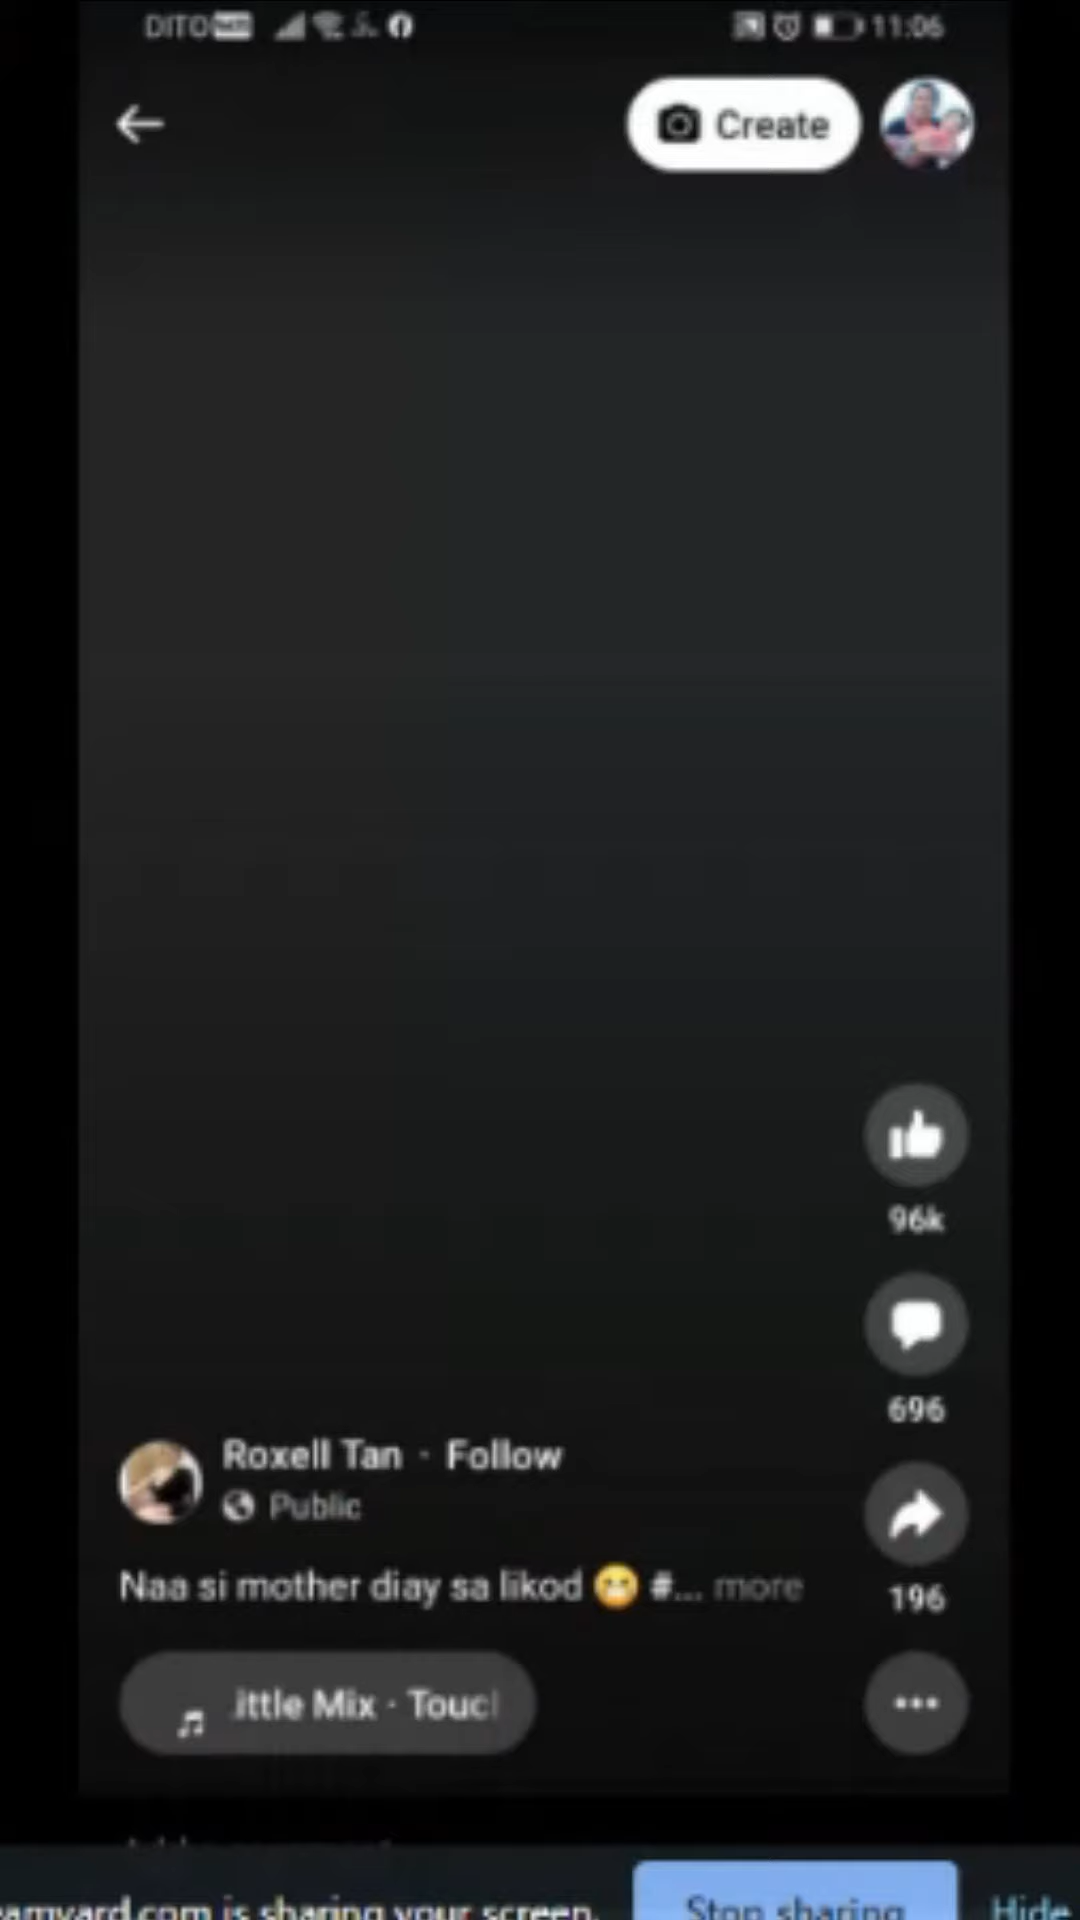 DITO 11:06
Create
96k
696
Roxell Tan · Follow
Public
Naa si mother diay sa likod 😬 #... more
196
ittle Mix · Touc
is sharing your screen. Stop sharing Hide